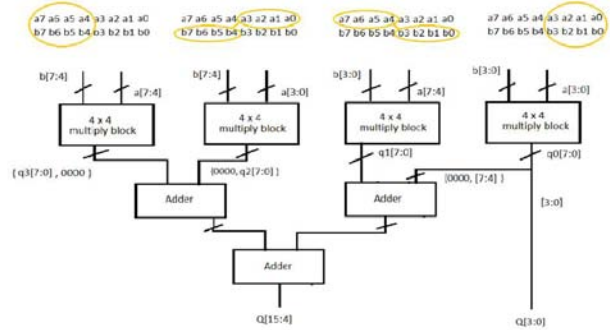 a7 a6 a5 a4 a3 a2 a1 a0
b7 b6 b5 b4 b3 b2 b1 b0
a7 a6 a5 a4 a3 a2 a1 a0
b7 b6 b5 b4 b3 b2 b1 b0
a7 a6 a5 a4 a3 a2 a1 a0
b7 b6 b5 b4 b3 b2 b1 b0
a7 a6 a5 a4 a3 a2 a1 a0
b7 b6 b5 b4 b3 b2 b1 b0
b[7:4]
a[7:4]
b[7:4]
a[3:0]
b[3:0]
a[7:4]
b[3:0]
a[3:0]
4 x 4
multiply block
4 x 4
multiply block
4 x 4
multiply block
4 x 4
multiply block
{ q3[7:0] , 0000 }
{0000, q2[7:0] }
q1[7:0]
q0[7:0]
{0000, [7:4] }
Adder
Adder
[3:0]
Adder
Q[15:4]
Q[3:0]